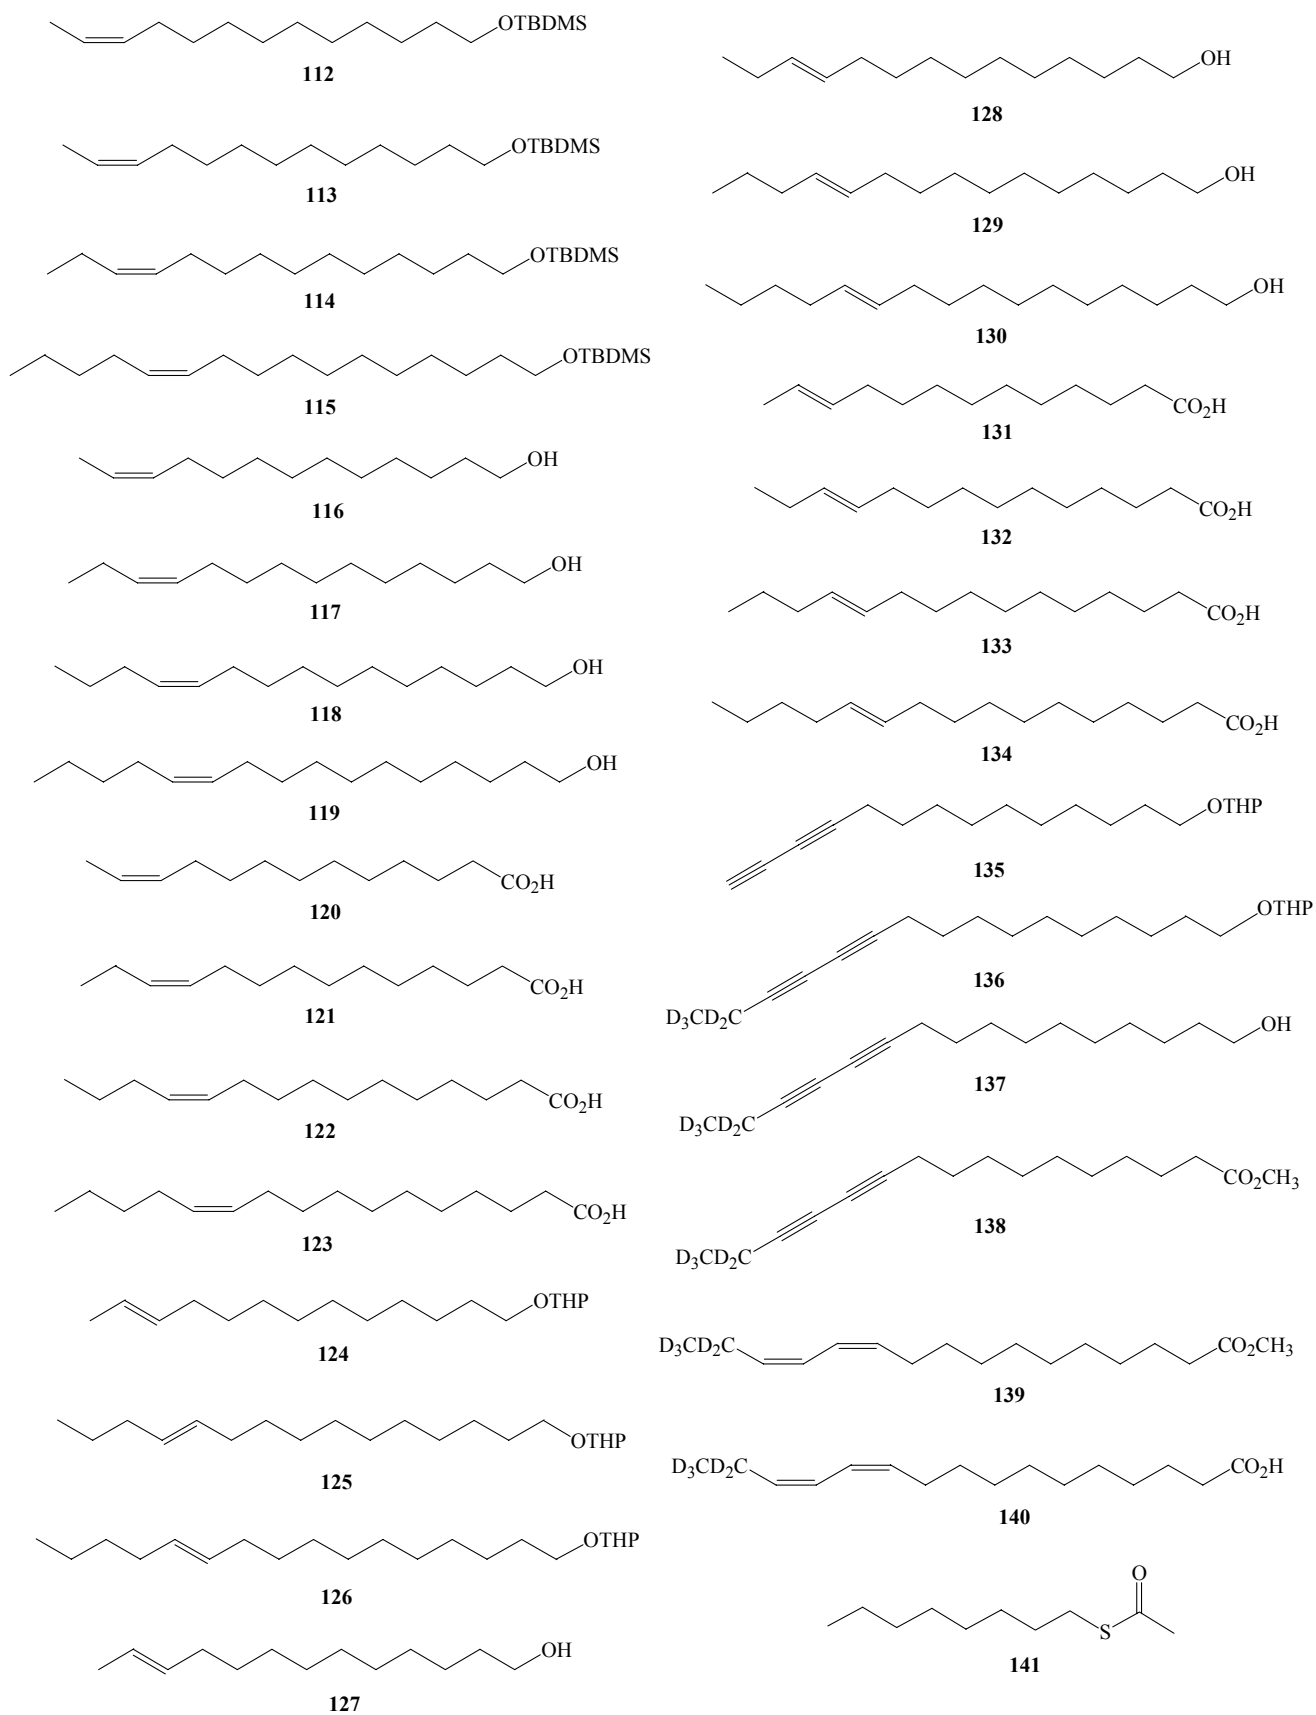 OTBDMS
112
OTBDMS
113
OTBDMS
114
OTBDMS
115
OH
116
OH
117
OH
118
OH
119
CO2H
120
CO2H
121
CO2H
122
CO2H
123
OTHP
124
OTHP
125
OTHP
126
OH
127
OH
128
OH
129
OH
130
CO2H
131
CO2H
132
CO2H
133
CO2H
134
OTHP
135
OTHP
136
D3CD2C
OH
137
D3CD2C
CO2CH3
138
D3CD2C
D3CD2C CO2CH3
139
D3CD2C CO2H
140
O
S
141